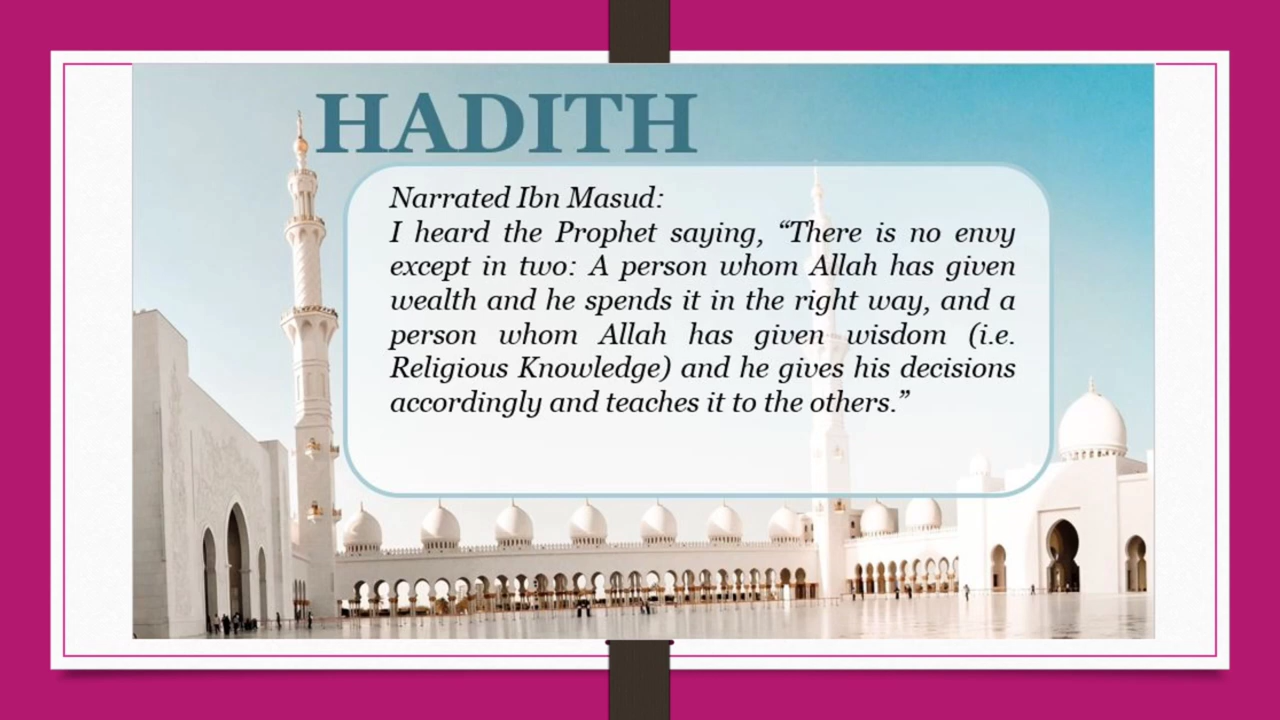 HADITH
Narrated Ibn Masud:
I heard the Prophet saying, “There is no envy
except in two: A person whom Allah has given
wealth and he spends it in the right way, and a
person whom Allah has given wisdom (i.e.
Religious Knowledge) and he gives his decisions
accordingly and teaches it to the others.”